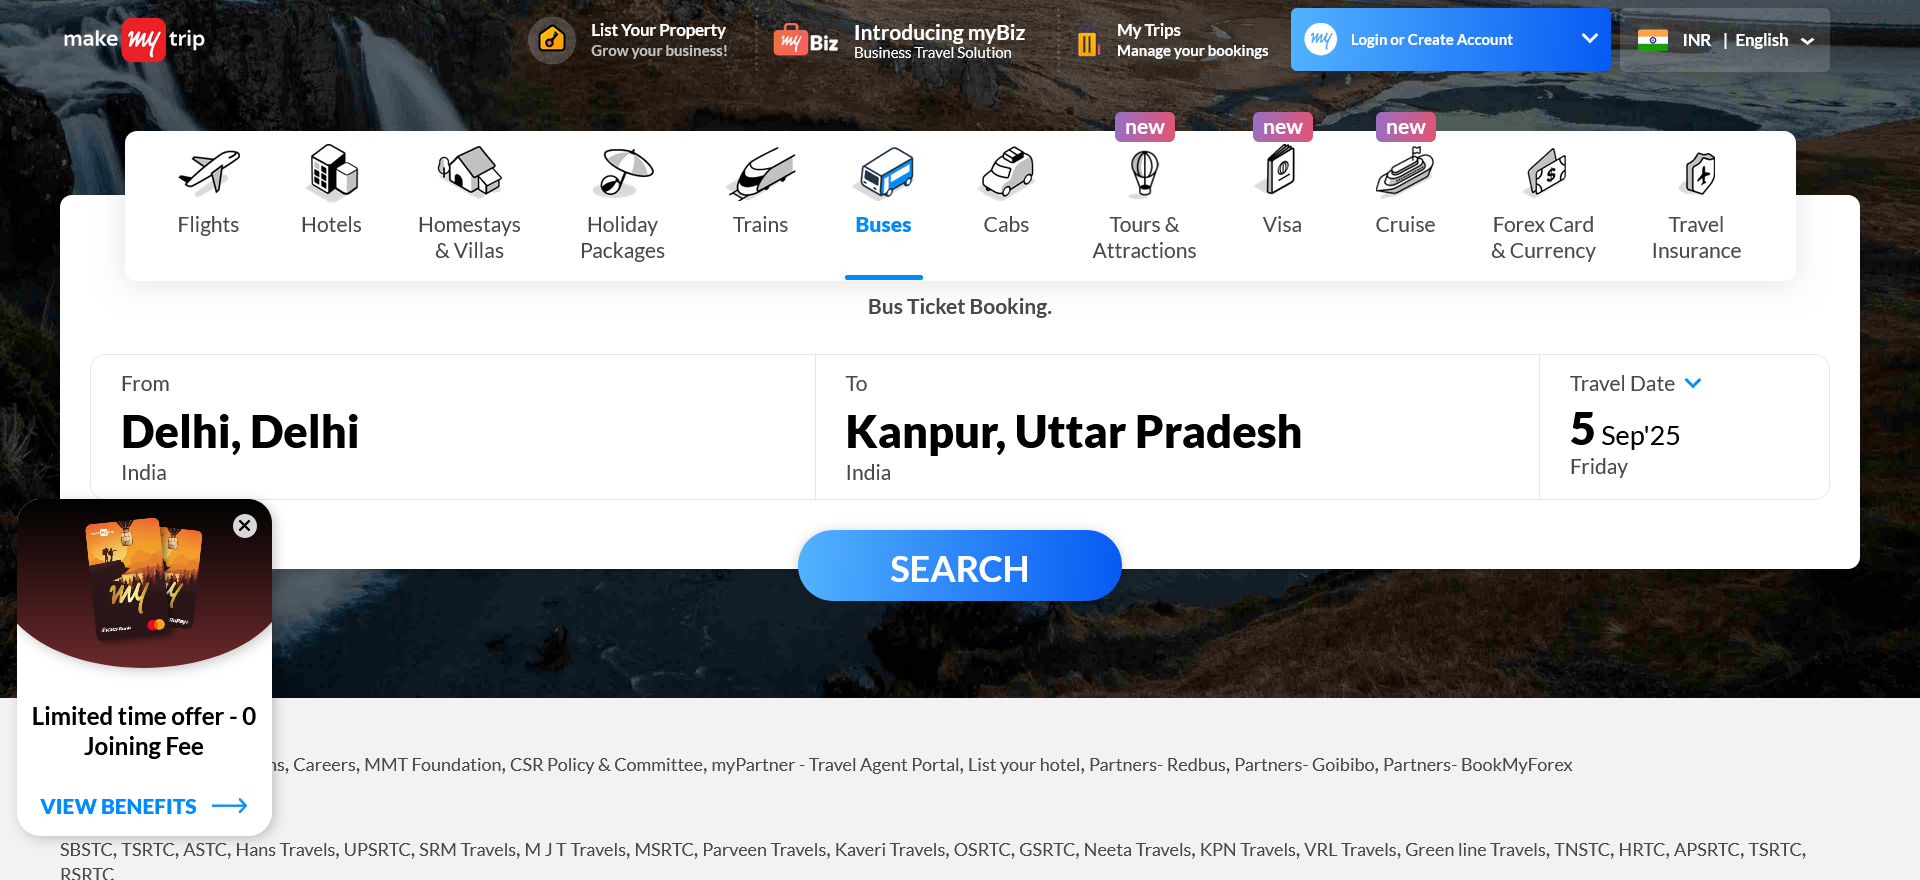 make my trip
List Your Property
Grow your business!
my Biz
Introducing myBiz
Business Travel Solution
My Trips
Manage your bookings
my Login or Create Account
INR | English
new
new
new
Flights
Hotels
Homestays
& Villas
Holiday
Packages
Trains
Buses
Cabs
Tours &
Attractions
Visa
Cruise
Forex Card
& Currency
Travel
Insurance
Bus Ticket Booking.
From
Delhi, Delhi
India
To
Kanpur, Uttar Pradesh
India
Travel Date
5 Sep'25
Friday
SEARCH
my
ICICI Bank
RuPay
Limited time offer - 0
Joining Fee
VIEW BENEFITS
ns, Careers, MMT Foundation, CSR Policy & Committee, myPartner - Travel Agent Portal, List your hotel, Partners- Redbus, Partners- Goibibo, Partners- BookMyForex
SBSTC, TSRTC, ASTC, Hans Travels, UPSRTC, SRM Travels, M J T Travels, MSRTC, Parveen Travels, Kaveri Travels, OSRTC, GSRTC, Neeta Travels, KPN Travels, VRL Travels, Green line Travels, TNSTC, HRTC, APSRTC, TSRTC,
RSRTC